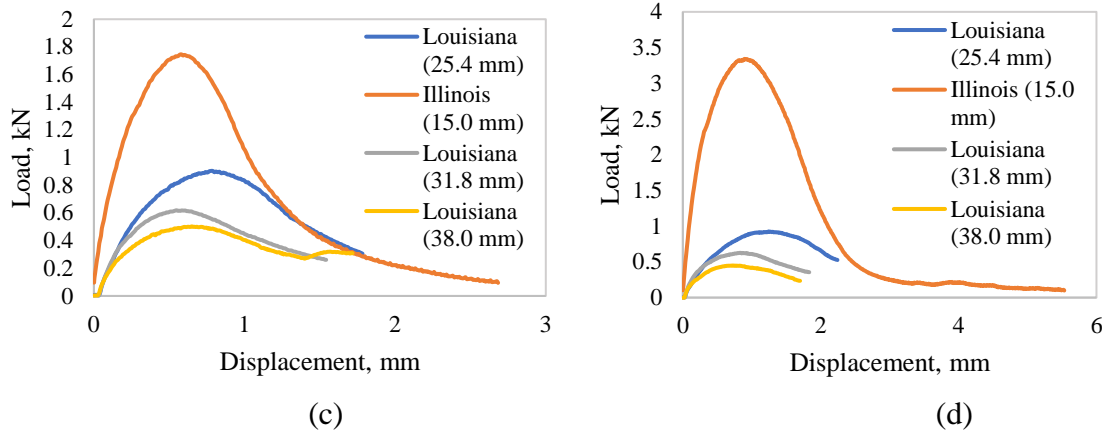 2
1.8
1.6
1.4
1.2
1
0.8
0.6
0.4
0.2
0
Load, kN
0 1 2 3
Displacement, mm
Louisiana
(25.4 mm)
Illinois
(15.0 mm)
Louisiana
(31.8 mm)
Louisiana
(38.0 mm)
(c)
4
3.5
3
2.5
2
1.5
1
0.5
0
Load, kN
0 2 4 6
Displacement, mm
Louisiana
(25.4 mm)
Illinois (15.0
mm)
Louisiana
(31.8 mm)
Louisiana
(38.0 mm)
(d)